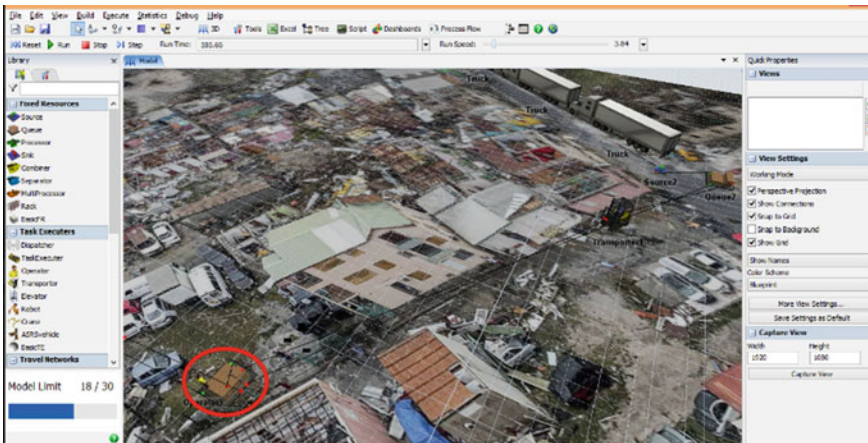 File Edit View Build Execute Statistics Debug Help
3D Tools Excel Tree Script Dashboards Process Flow
Reset Run Stop Step Run Time: 385.66 Run Speed: 3.84
Library
Model
Quick Properties
Fixed Resources
Source
Queue
Processor
Sink
Combiner
Separator
MultiProcessor
Rack
BasicFR
Task Executers
Dispatcher
TaskExecuter
Operator
Transporter
Elevator
Robot
Crane
ASRSvehicle
BasicTE
Travel Networks
Model Limit 18 / 30
Truck
Truck
Truck
Source2
Queue2
Views
View Settings
Working Mode
Perspective Projection
Show Connections
Snap to Grid
Snap to Background
Show Grid
Show Names
Color Scheme
Blueprint
More View Settings...
Save Settings as Default
Capture View
Width Height
1920 1080
Capture View